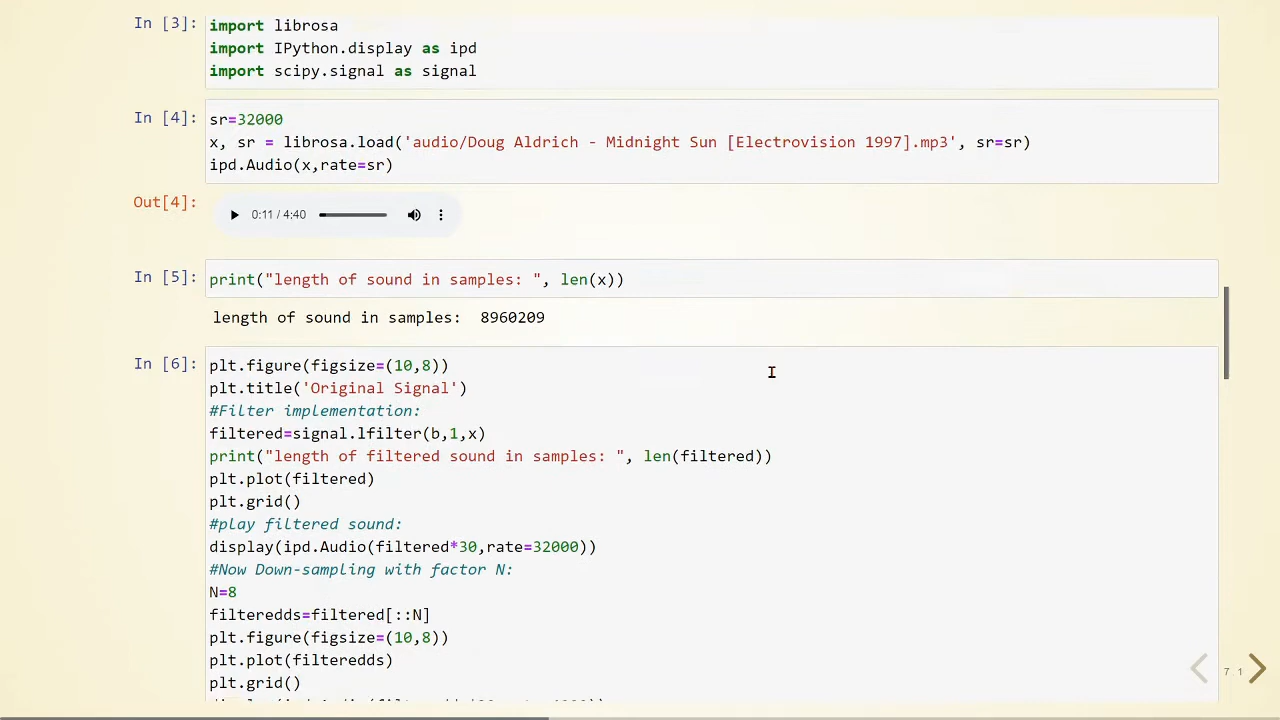 In [3]:
import librosa
import IPython.display as ipd
import scipy.signal as signal
In [4]:
sr=32000
x, sr = librosa.load('audio/Doug Aldrich - Midnight Sun [Electrovision 1997].mp3', sr=sr)
ipd.Audio(x,rate=sr)
Out[4]:
0:11 / 4:40
In [5]:
print("length of sound in samples: ", len(x))
length of sound in samples:  8960209
In [6]:
plt.figure(figsize=(10,8))
plt.title('Original Signal')
#Filter implementation:
filtered=signal.lfilter(b,1,x)
print("length of filtered sound in samples: ", len(filtered))
plt.plot(filtered)
plt.grid()
#play filtered sound:
display(ipd.Audio(filtered*30,rate=32000))
#Now Down-sampling with factor N:
N=8
filteredds=filtered[::N]
plt.figure(figsize=(10,8))
plt.plot(filteredds)
plt.grid()
7.1